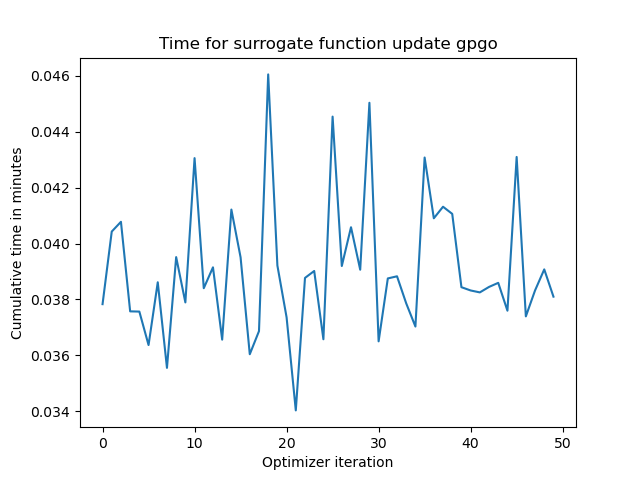 Time for surrogate function update gpgo
0.046
0.044
0.042
0.040
0.038
0.036
0.034
Cumulative time in minutes
0 10 20 30 40 50
Optimizer iteration